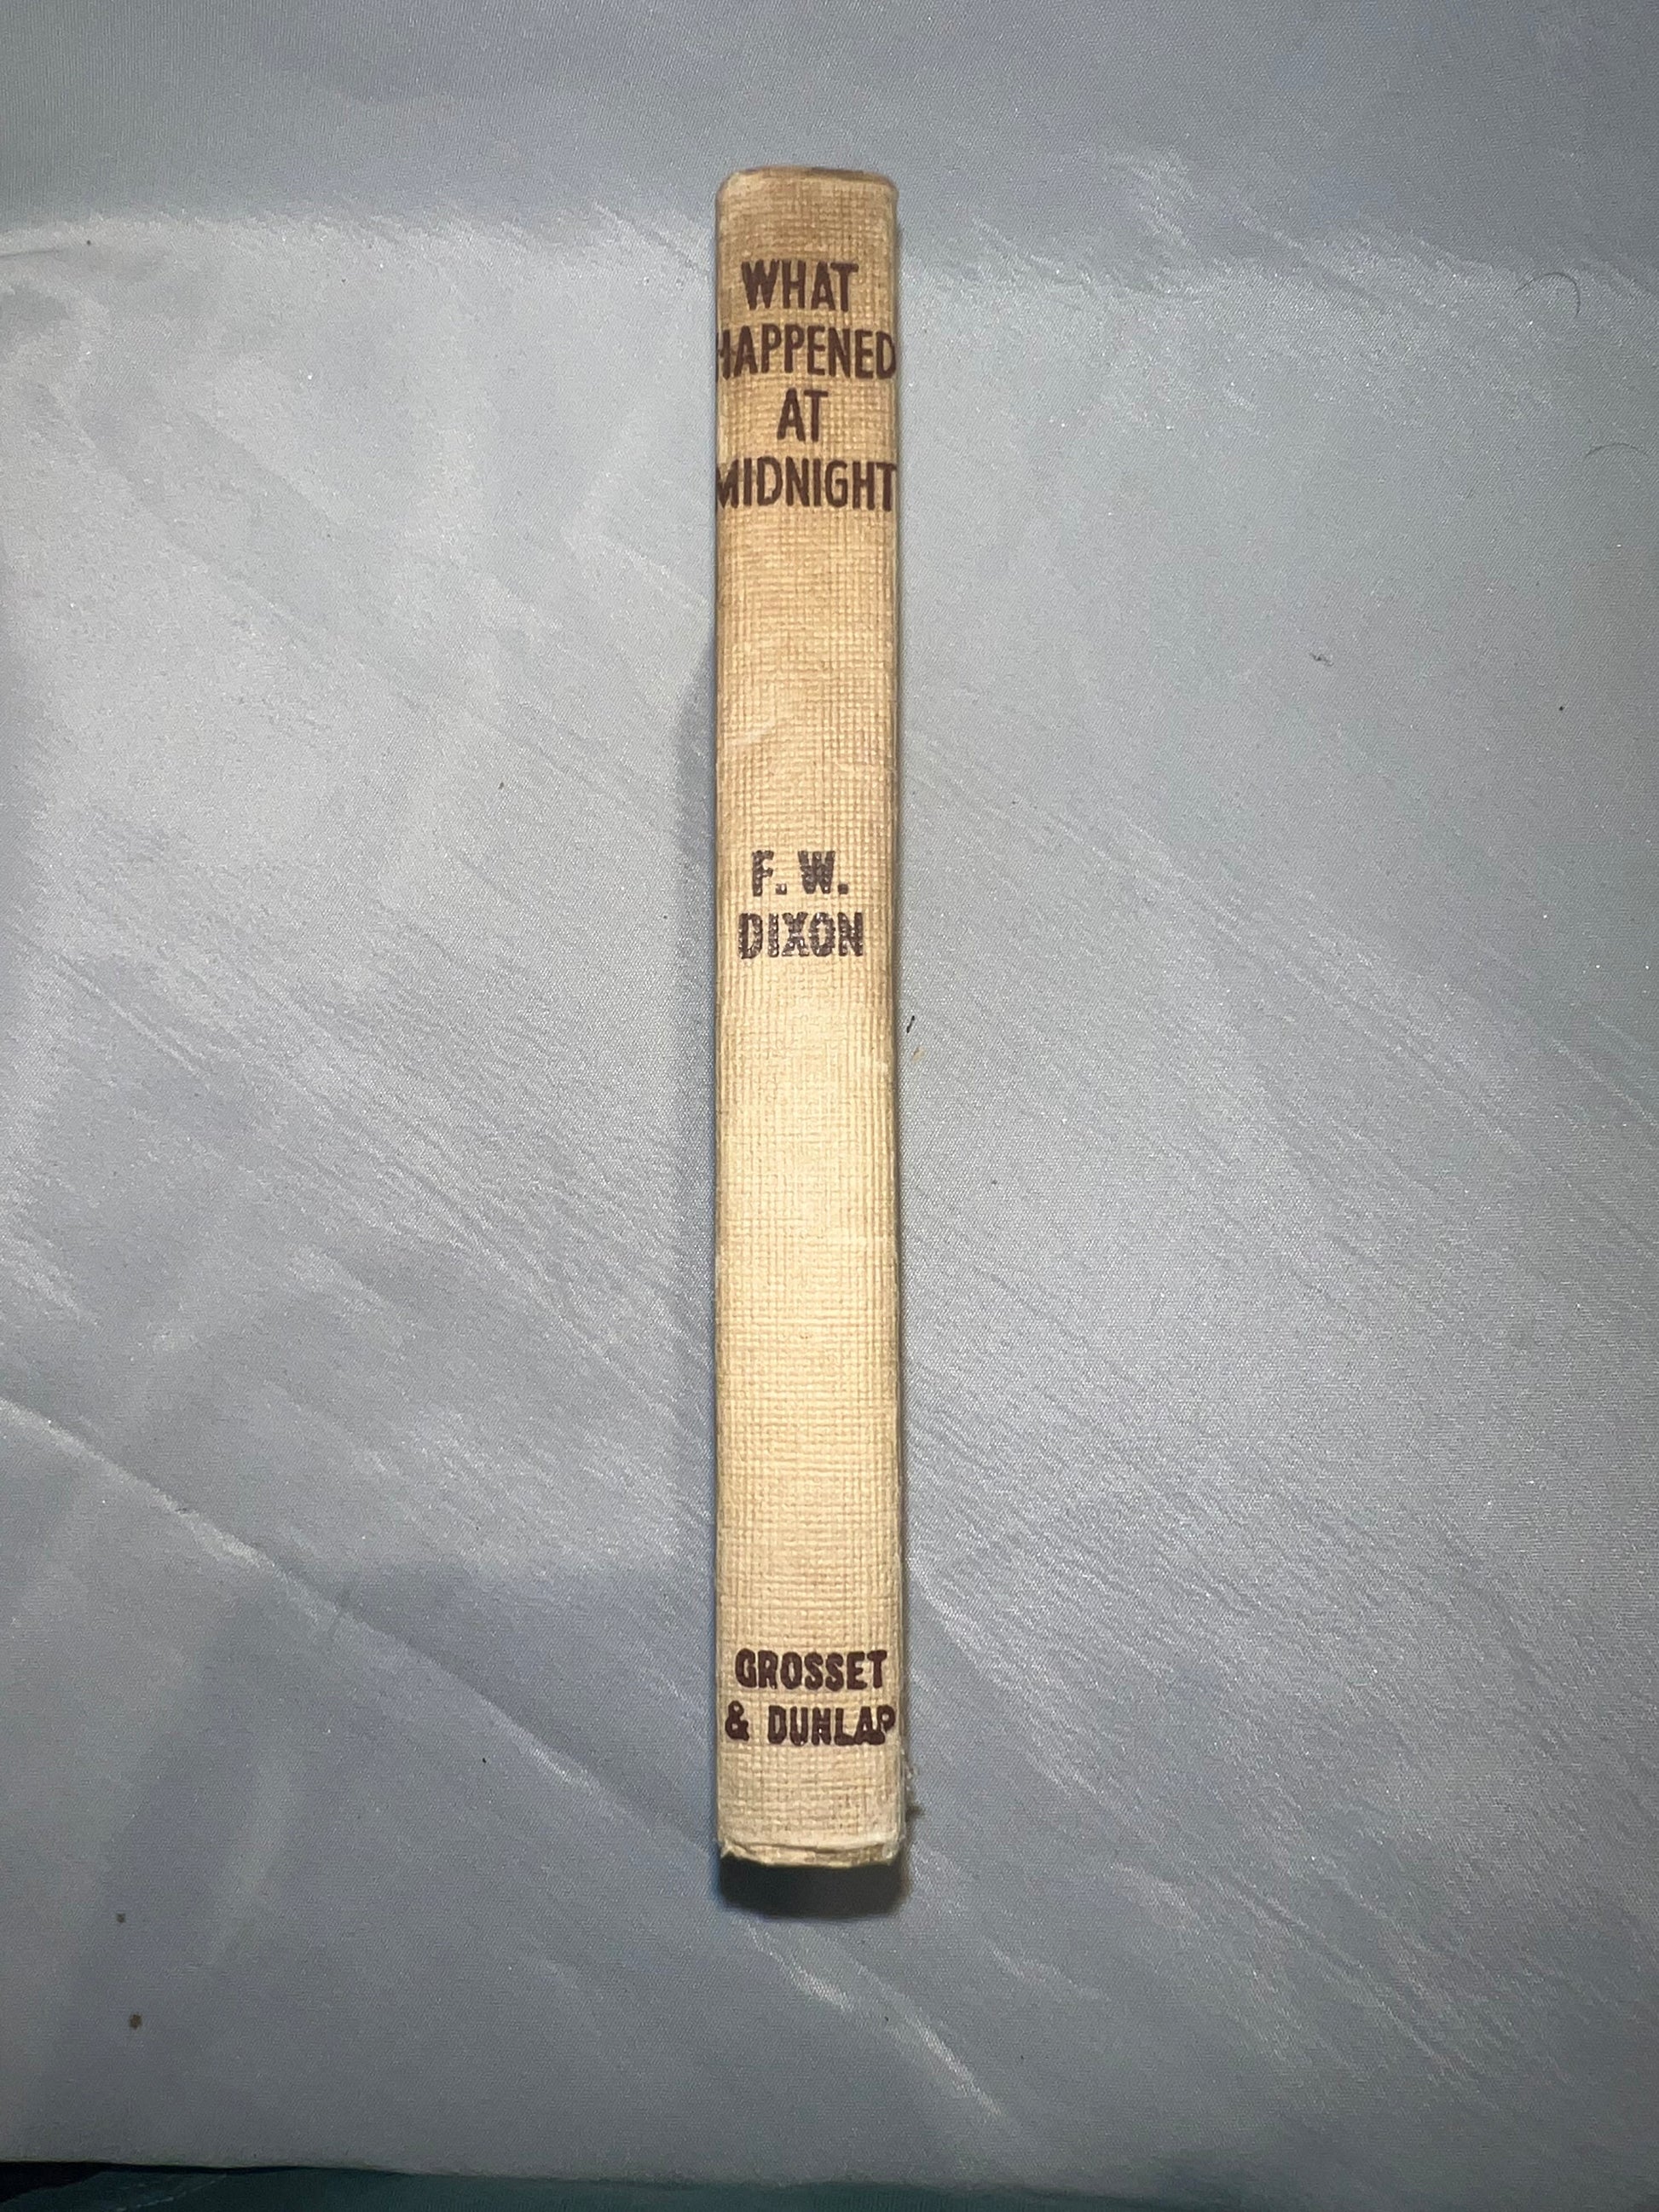 WHAT
HAPPENED
AT
MIDNIGHT
F. W.
DIXON
GROSSET
& DUNLAP